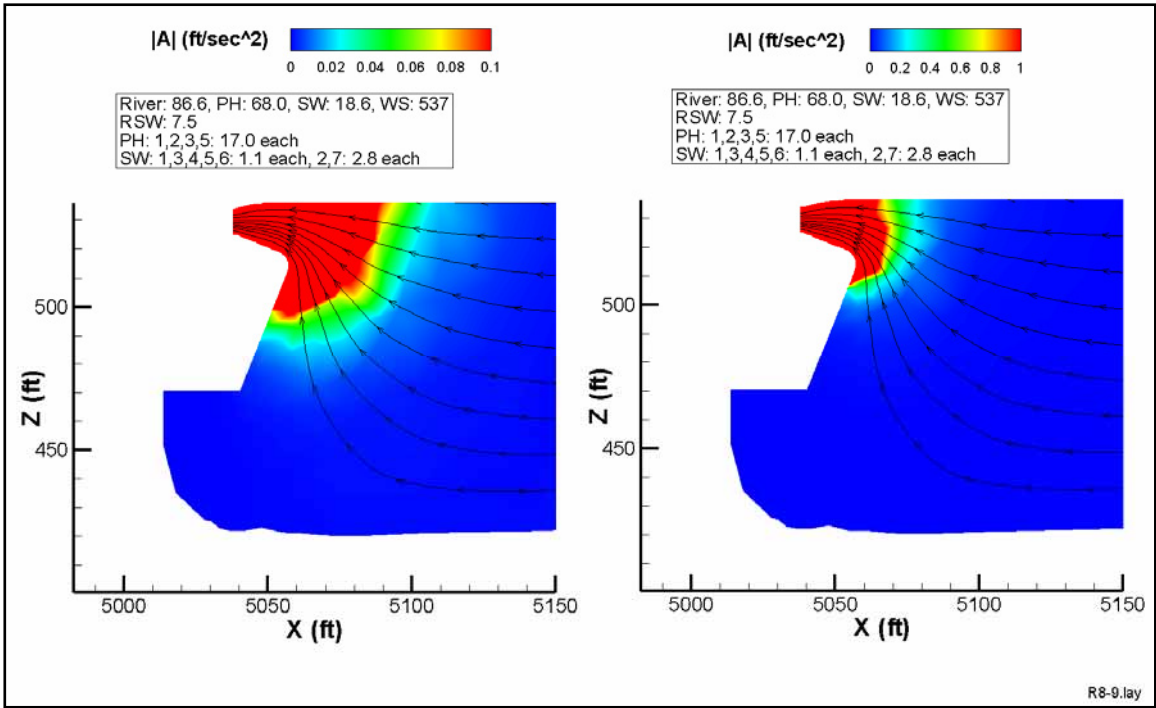 |A| (ft/sec^2)
0 0.02 0.04 0.06 0.08 0.1
River: 86.6, PH: 68.0, SW: 18.6, WS: 537
RSW: 7.5
PH: 1,2,3,5: 17.0 each
SW: 1,3,4,5,6: 1.1 each, 2,7: 2.8 each
500
450
Z (ft)
5000 5050 5100 5150
X (ft)
|A| (ft/sec^2)
0 0.2 0.4 0.6 0.8 1
River: 86.6, PH: 68.0, SW: 18.6, WS: 537
RSW: 7.5
PH: 1,2,3,5: 17.0 each
SW: 1,3,4,5,6: 1.1 each, 2,7: 2.8 each
500
450
Z (ft)
5000 5050 5100 5150
X (ft)
R8-9.lay